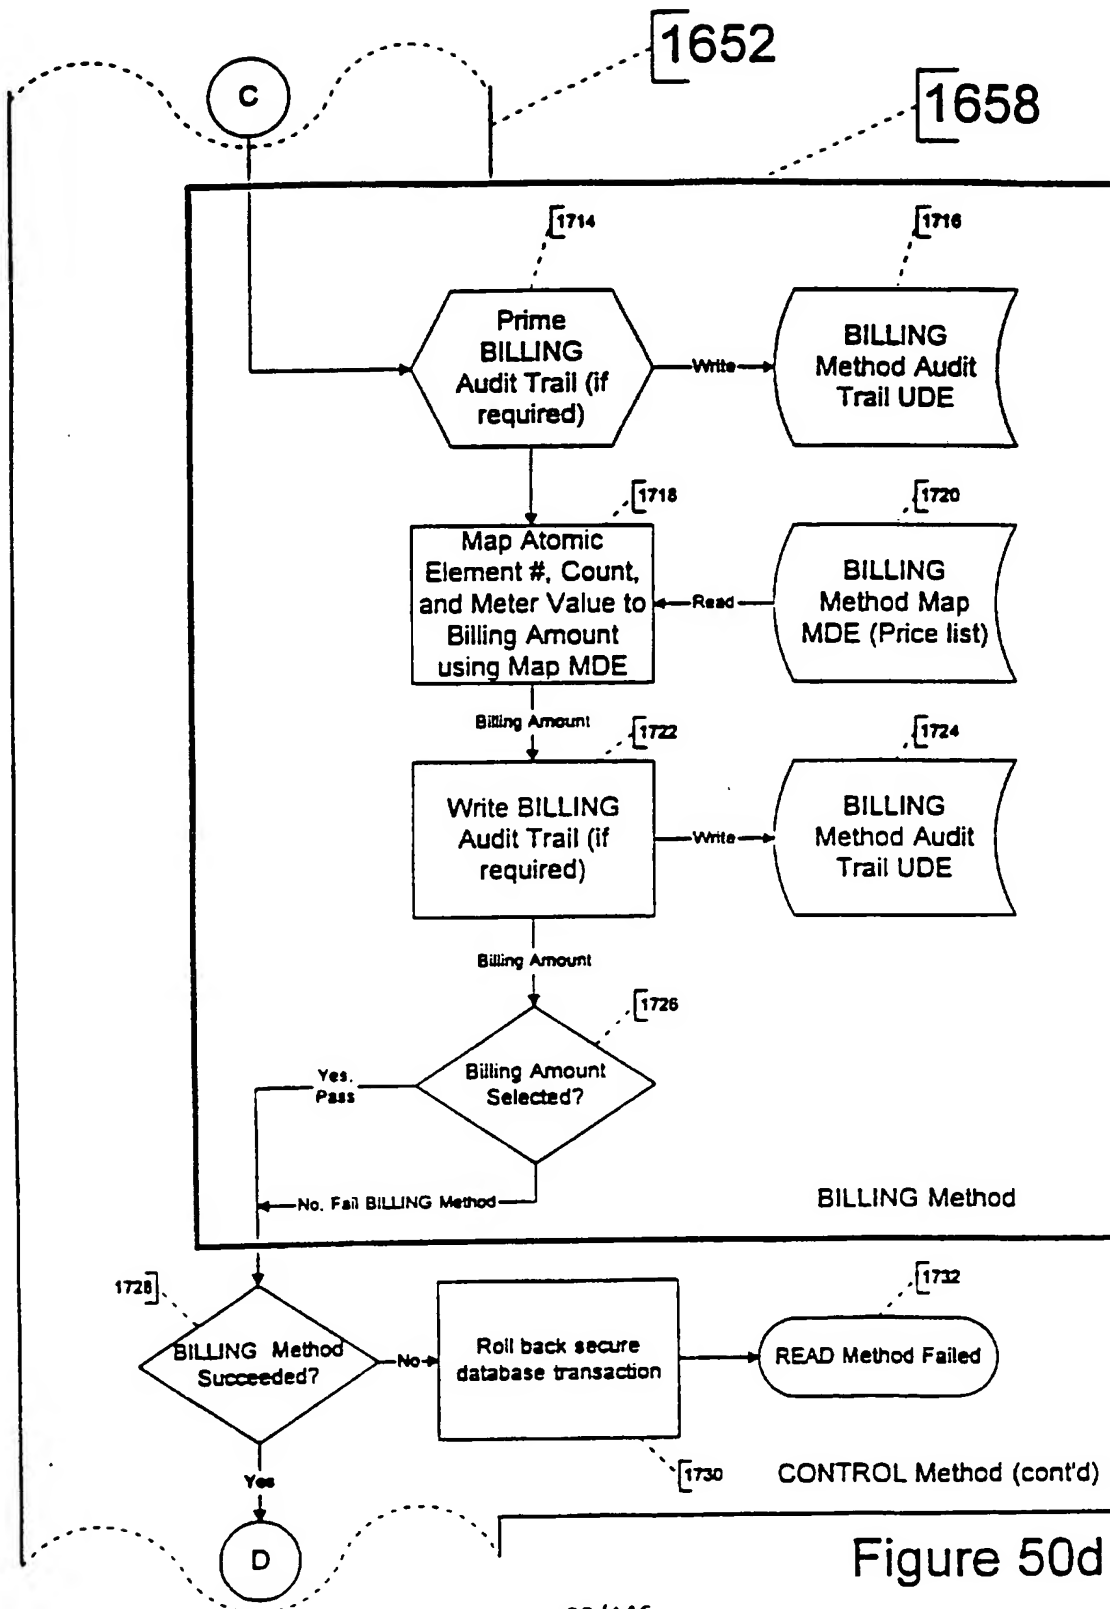 1652
C
1658
1714
1716
Prime
BILLING
Audit Trail (if
required)
Write
BILLING
Method Audit
Trail UDE
1718
1720
Map Atomic
Element #, Count,
and Meter Value to
Billing Amount
using Map MDE
Read
BILLING
Method Map
MDE (Price list)
Billing Amount
1722
1724
Write BILLING
Audit Trail (if
required)
Write
BILLING
Method Audit
Trail UDE
Billing Amount
1726
Billing Amount
Selected?
Yes,
Pass
No, Fail BILLING Method
BILLING Method
1728
1732
BILLING Method
Succeeded?
No
Roll back secure
database transaction
READ Method Failed
Yes
1730
CONTROL Method (cont'd)
D
Figure 50d